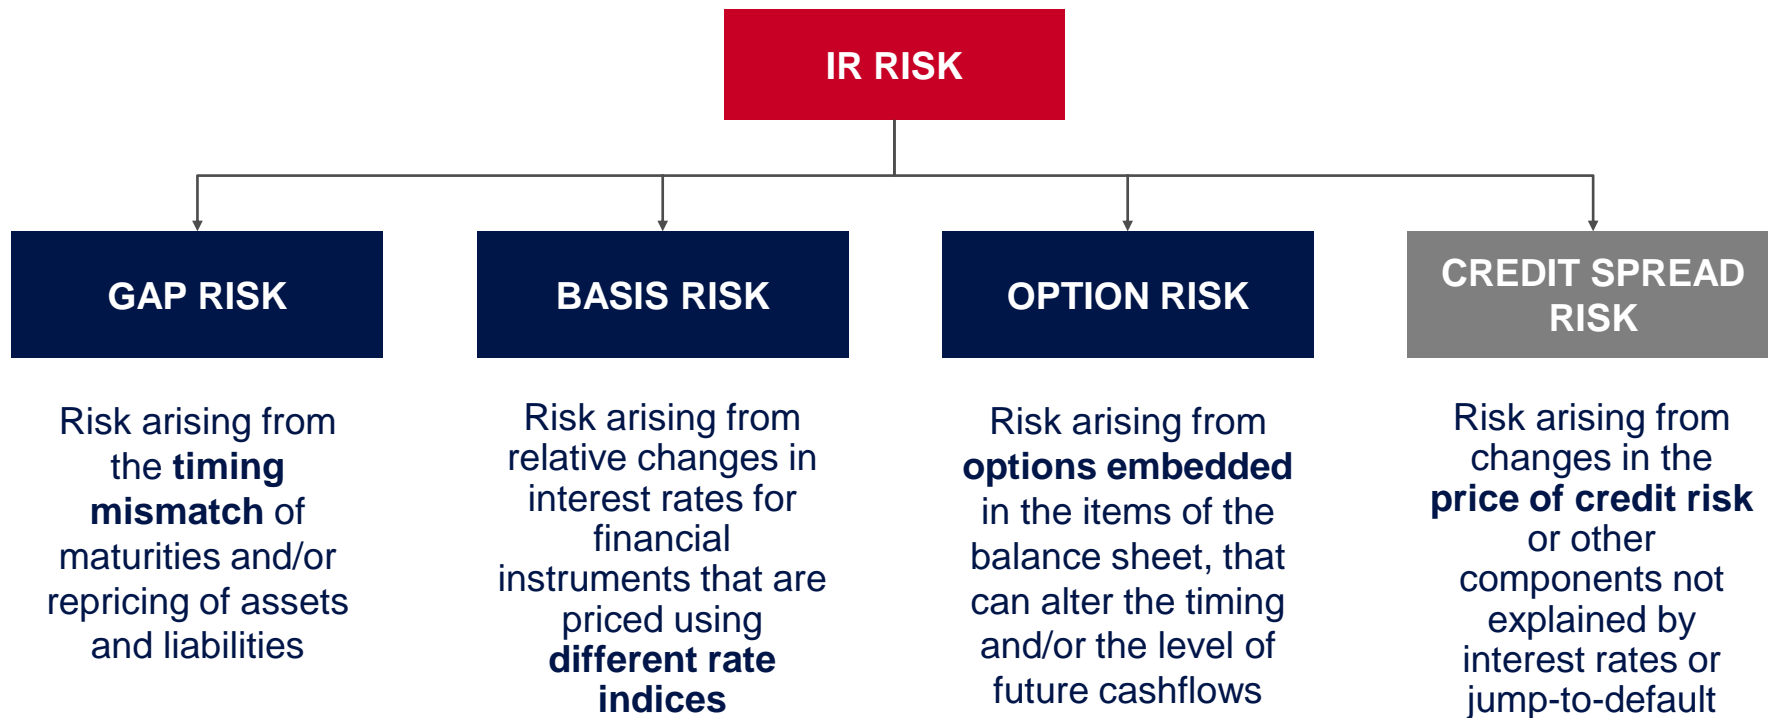 IR RISK
GAP RISK
BASIS RISK
OPTION RISK
CREDIT SPREAD
RISK
Risk arising from
the timing
mismatch of
maturities and/or
repricing of assets
and liabilities
Risk arising from
relative changes in
interest rates for
financial
instruments that are
priced using
different rate
indices
Risk arising from
options embedded
in the items of the
balance sheet, that
can alter the timing
and/or the level of
future cashflows
Risk arising from
changes in the
price of credit risk
or other
components not
explained by
interest rates or
jump-to-default